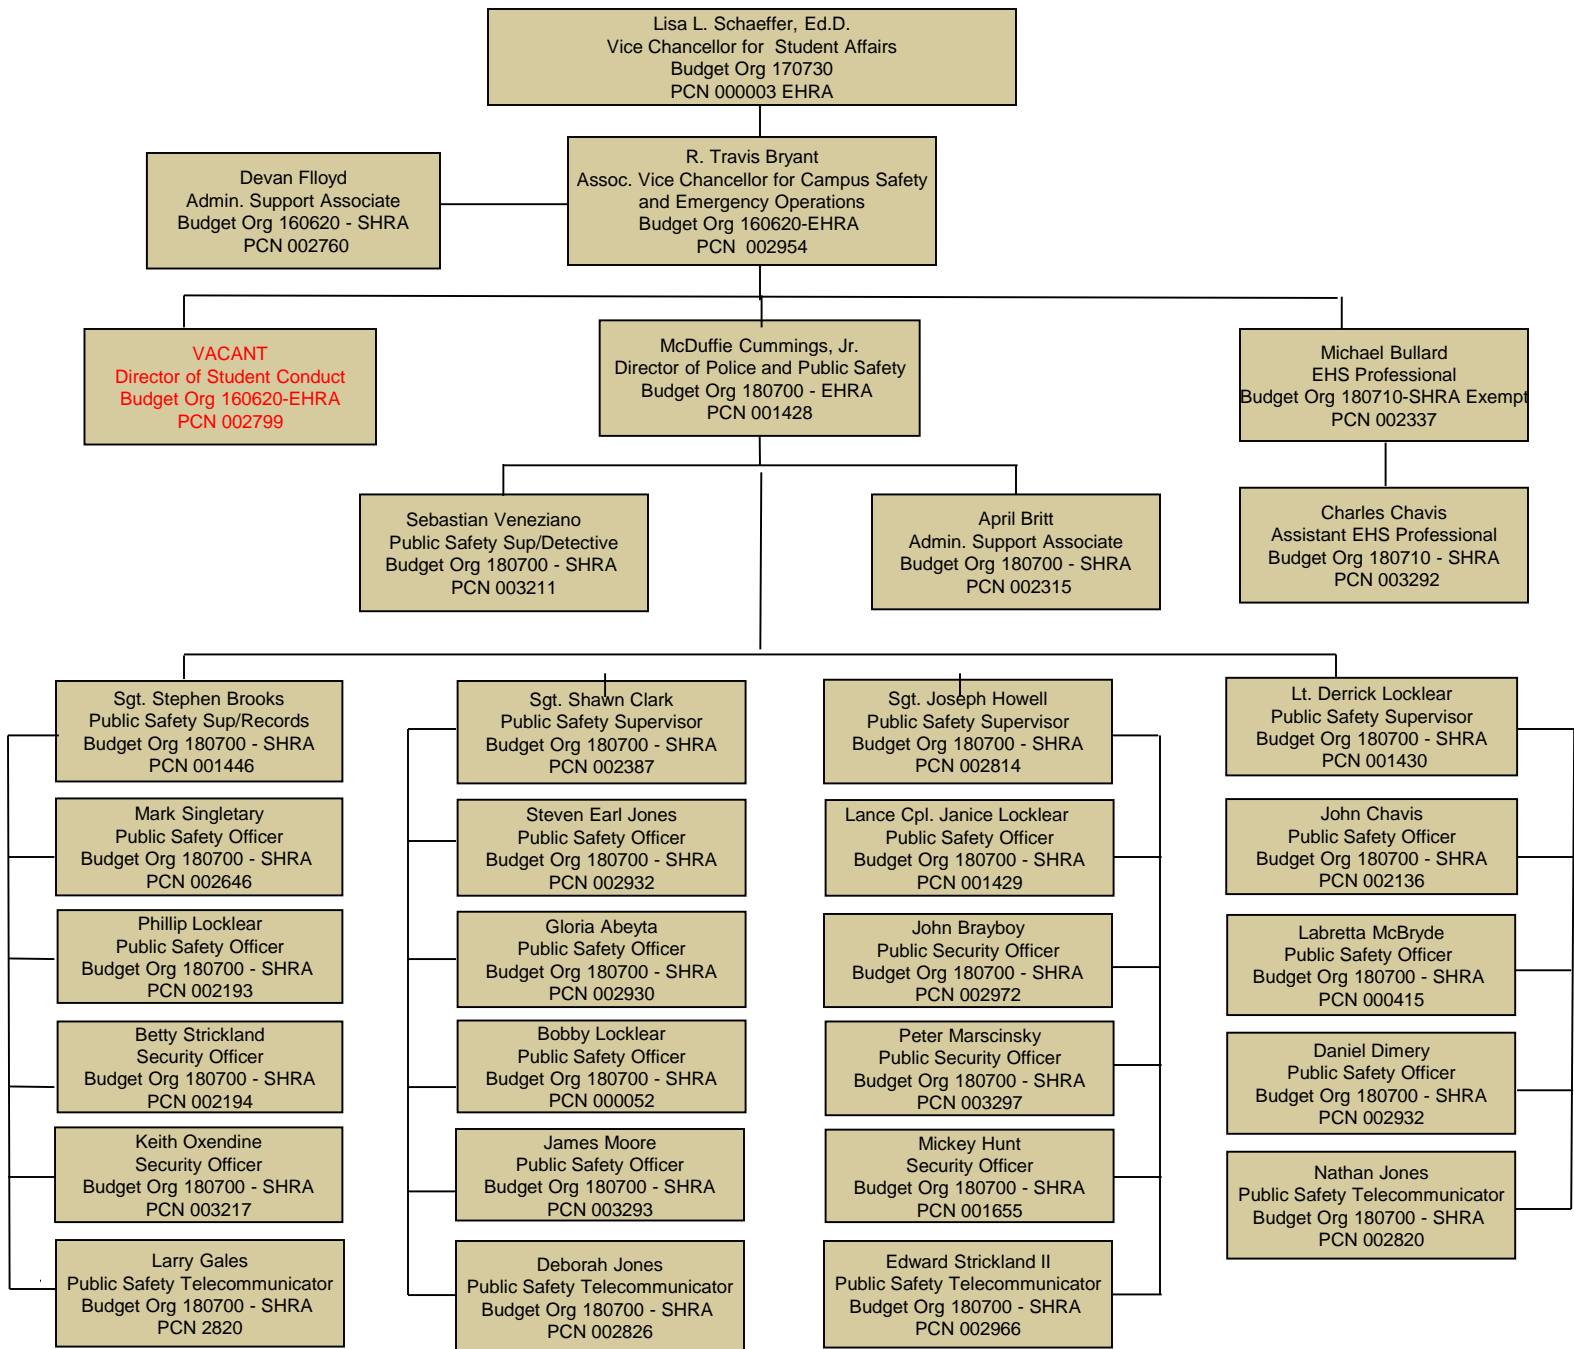 Lisa L. Schaeffer, Ed.D.
Vice Chancellor for  Student Affairs
Budget Org 170730
PCN 000003 EHRA
Devan Flloyd
Admin. Support Associate
Budget Org 160620 - SHRA
PCN 002760
R. Travis Bryant
Assoc. Vice Chancellor for Campus Safety
and Emergency Operations
Budget Org 160620-EHRA
PCN  002954
VACANT
Director of Student Conduct
Budget Org 160620-EHRA
PCN 002799
McDuffie Cummings, Jr.
Director of Police and Public Safety
Budget Org 180700 - EHRA
PCN 001428
Michael Bullard
EHS Professional
Budget Org 180710-SHRA Exempt
PCN 002337
Sebastian Veneziano
Public Safety Sup/Detective
Budget Org 180700 - SHRA
PCN 003211
April Britt
Admin. Support Associate
Budget Org 180700 - SHRA
PCN 002315
Charles Chavis
Assistant EHS Professional
Budget Org 180710 - SHRA
PCN 003292
Sgt. Stephen Brooks
Public Safety Sup/Records
Budget Org 180700 - SHRA
PCN 001446
Mark Singletary
Public Safety Officer
Budget Org 180700 - SHRA
PCN 002646
Phillip Locklear
Public Safety Officer
Budget Org 180700 - SHRA
PCN 002193
Betty Strickland
Security Officer
Budget Org 180700 - SHRA
PCN 002194
Keith Oxendine
Security Officer
Budget Org 180700 - SHRA
PCN 003217
Larry Gales
Public Safety Telecommunicator
Budget Org 180700 - SHRA
PCN 2820
Sgt. Shawn Clark
Public Safety Supervisor
Budget Org 180700 - SHRA
PCN 002387
Steven Earl Jones
Public Safety Officer
Budget Org 180700 - SHRA
PCN 002932
Gloria Abeyta
Public Safety Officer
Budget Org 180700 - SHRA
PCN 002930
Bobby Locklear
Public Safety Officer
Budget Org 180700 - SHRA
PCN 000052
James Moore
Public Safety Officer
Budget Org 180700 - SHRA
PCN 003293
Deborah Jones
Public Safety Telecommunicator
Budget Org 180700 - SHRA
PCN 002826
Sgt. Joseph Howell
Public Safety Supervisor
Budget Org 180700 - SHRA
PCN 002814
Lance Cpl. Janice Locklear
Public Safety Officer
Budget Org 180700 - SHRA
PCN 001429
John Brayboy
Public Security Officer
Budget Org 180700 - SHRA
PCN 002972
Peter Marscinsky
Public Security Officer
Budget Org 180700 - SHRA
PCN 003297
Mickey Hunt
Security Officer
Budget Org 180700 - SHRA
PCN 001655
Edward Strickland II
Public Safety Telecommunicator
Budget Org 180700 - SHRA
PCN 002966
Lt. Derrick Locklear
Public Safety Supervisor
Budget Org 180700 - SHRA
PCN 001430
John Chavis
Public Safety Officer
Budget Org 180700 - SHRA
PCN 002136
Labretta McBryde
Public Safety Officer
Budget Org 180700 - SHRA
PCN 000415
Daniel Dimery
Public Safety Officer
Budget Org 180700 - SHRA
PCN 002932
Nathan Jones
Public Safety Telecommunicator
Budget Org 180700 - SHRA
PCN 002820